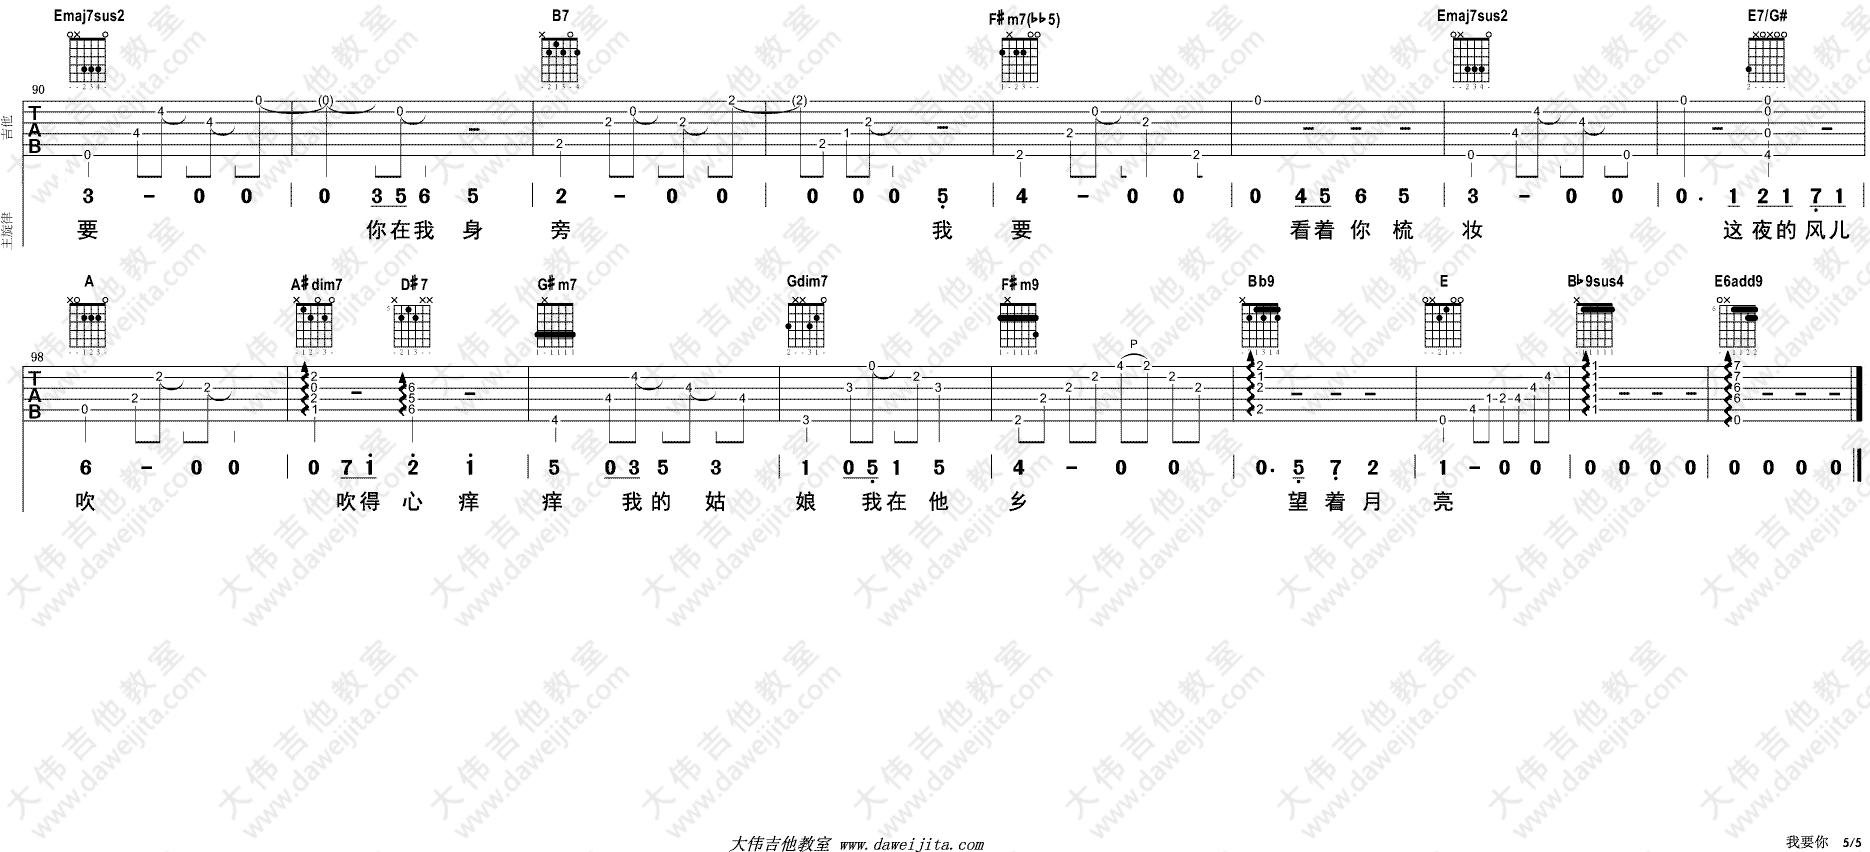 Emaj7sus2 B7 F♯m7(♭♭5) Emaj7sus2 E7/G#
90
吉他 TAB
3 - 0 0 | 0 3 5 6 5 | 2 - 0 0 | 0 0 0 5 | 4 - 0 0 | 0 4 5 6 5 | 3 - 0 0 | 0. 1 2 1 7 1
主旋律
要 你在我 身 旁 我 要 看着 你 梳 妆 这 夜的 风儿
A A♯dim7 D♯7 G♯m7 Gdim7 F♯m9 Bb9 E B♭9sus4 E6add9
98
P
TAB
6 - 0 0 | 0 7 1 2 1 | 5 0 3 5 3 | 1 0 5 1 5 | 4 - 0 0 | 0. 5 7 2 | 1 - 0 0 | 0 0 0 0 | 0 0 0 0
吹 吹得 心 痒 痒 我的 姑 娘 我在 他 乡 望 着 月 亮
大伟吉他教室 www.daweijita.com
我要你 5/5